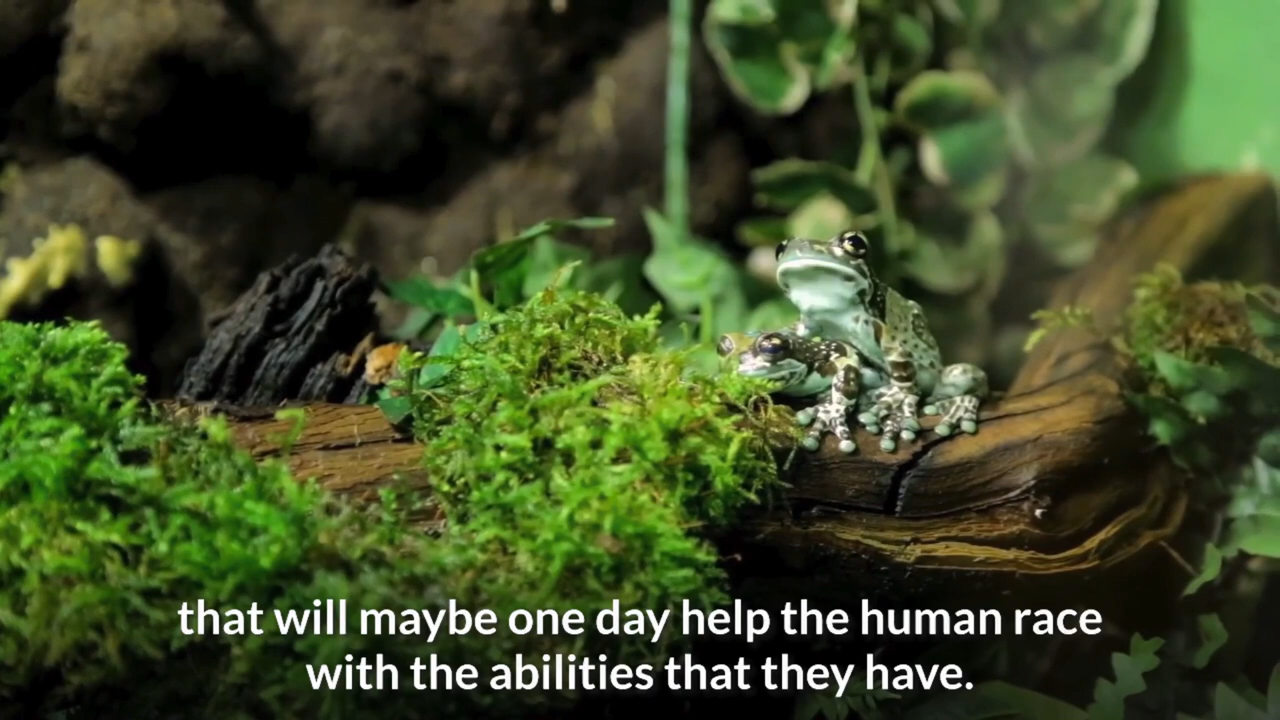 that will maybe one day help the human race
with the abilities that they have.